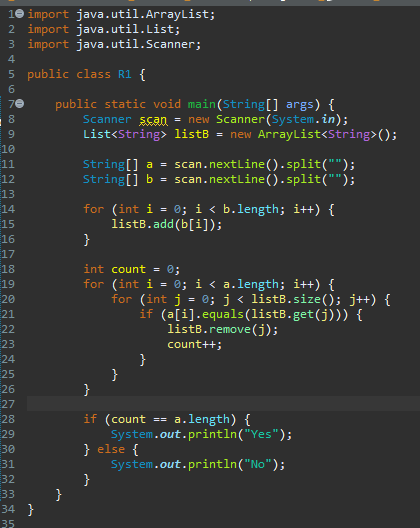 1 import java.util.ArrayList;
2 import java.util.List;
3 import java.util.Scanner;
4
5 public class R1 {
6
7 public static void main(String[] args) {
8 Scanner scan = new Scanner(System.in);
9 List<String> listB = new ArrayList<String>();
10
11 String[] a = scan.nextLine().split("");
12 String[] b = scan.nextLine().split("");
13
14 for (int i = 0; i < b.length; i++) {
15 listB.add(b[i]);
16 }
17
18 int count = 0;
19 for (int i = 0; i < a.length; i++) {
20 for (int j = 0; j < listB.size(); j++) {
21 if (a[i].equals(listB.get(j))) {
22 listB.remove(j);
23 count++;
24 }
25 }
26 }
27
28 if (count == a.length) {
29 System.out.println("Yes");
30 } else {
31 System.out.println("No");
32 }
33 }
34 }
35